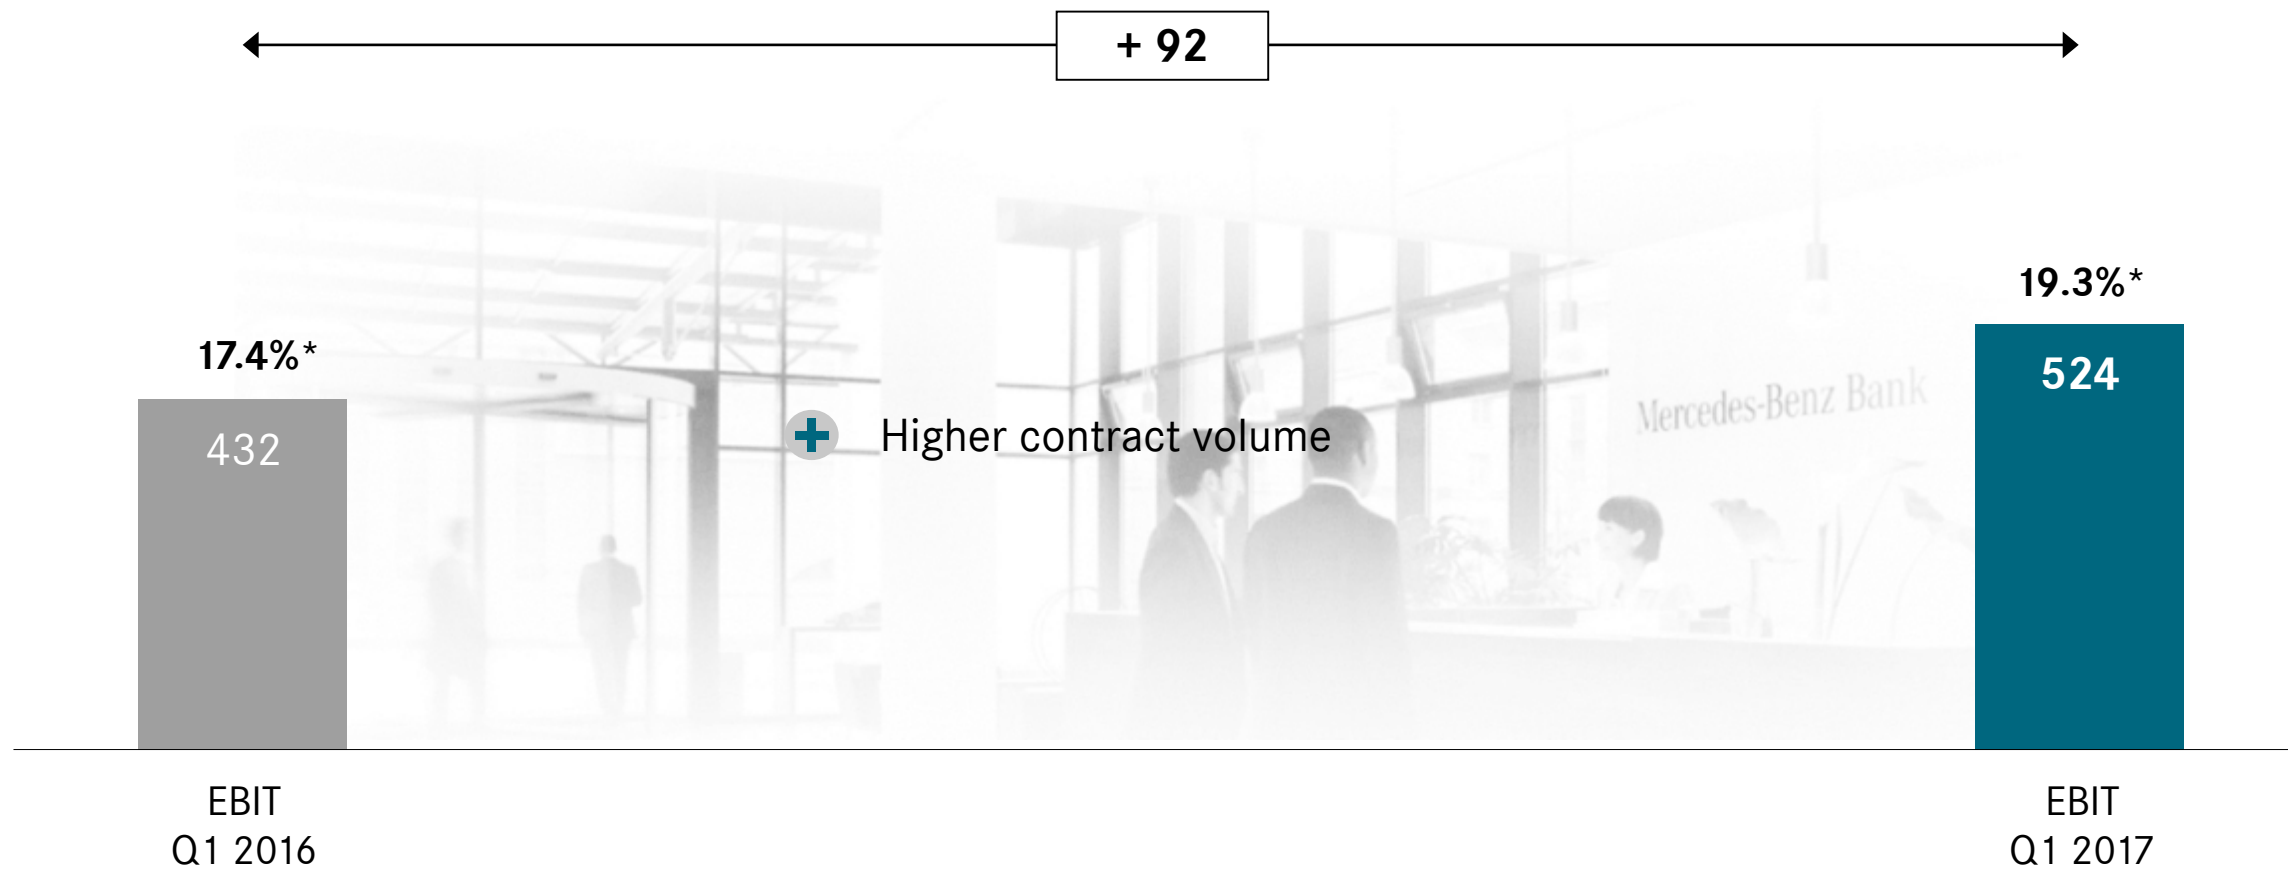 + 92
19.3%*
17.4%*
524
Mercedes-Benz Bank
432
+ Higher contract volume
EBIT
Q1 2016
EBIT
Q1 2017